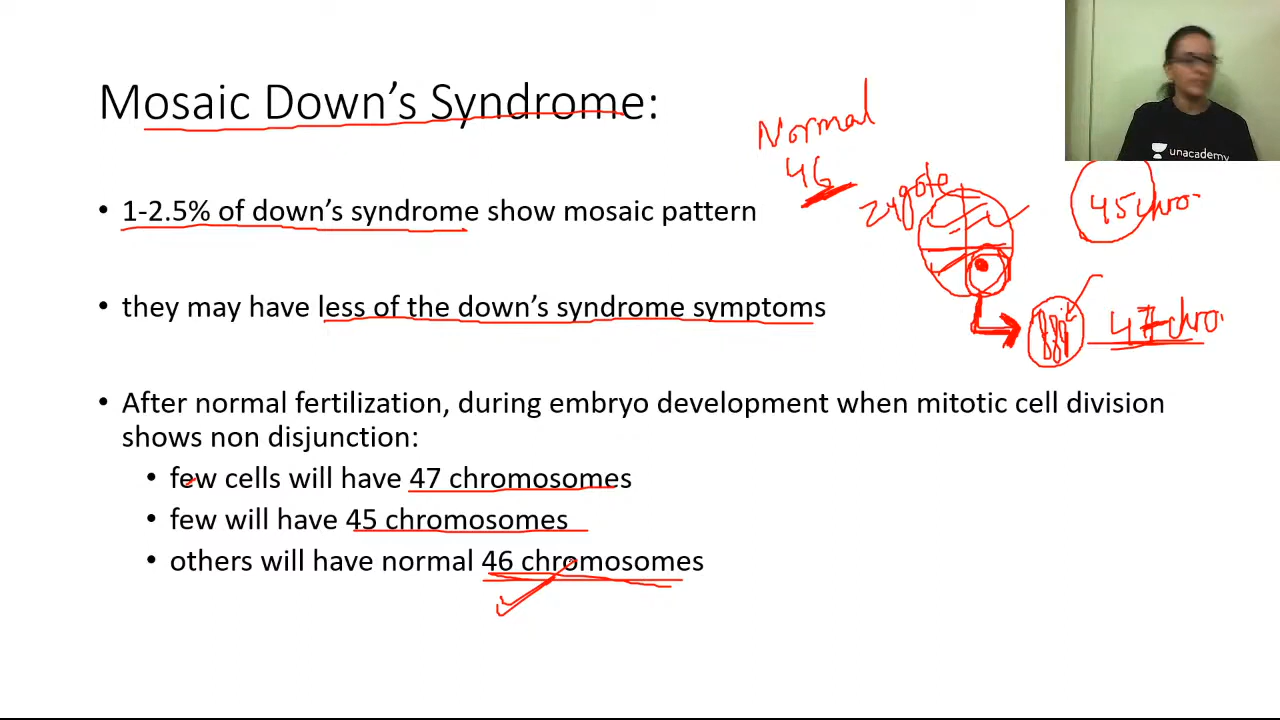 Mosaic Down's Syndrome:
Normal
46
zygote
45 chro.
unacademy
• 1-2.5% of down's syndrome show mosaic pattern
• they may have less of the down's syndrome symptoms
47 chro.
• After normal fertilization, during embryo development when mitotic cell division
shows non disjunction:
• few cells will have 47 chromosomes
• few will have 45 chromosomes
• others will have normal 46 chromosomes